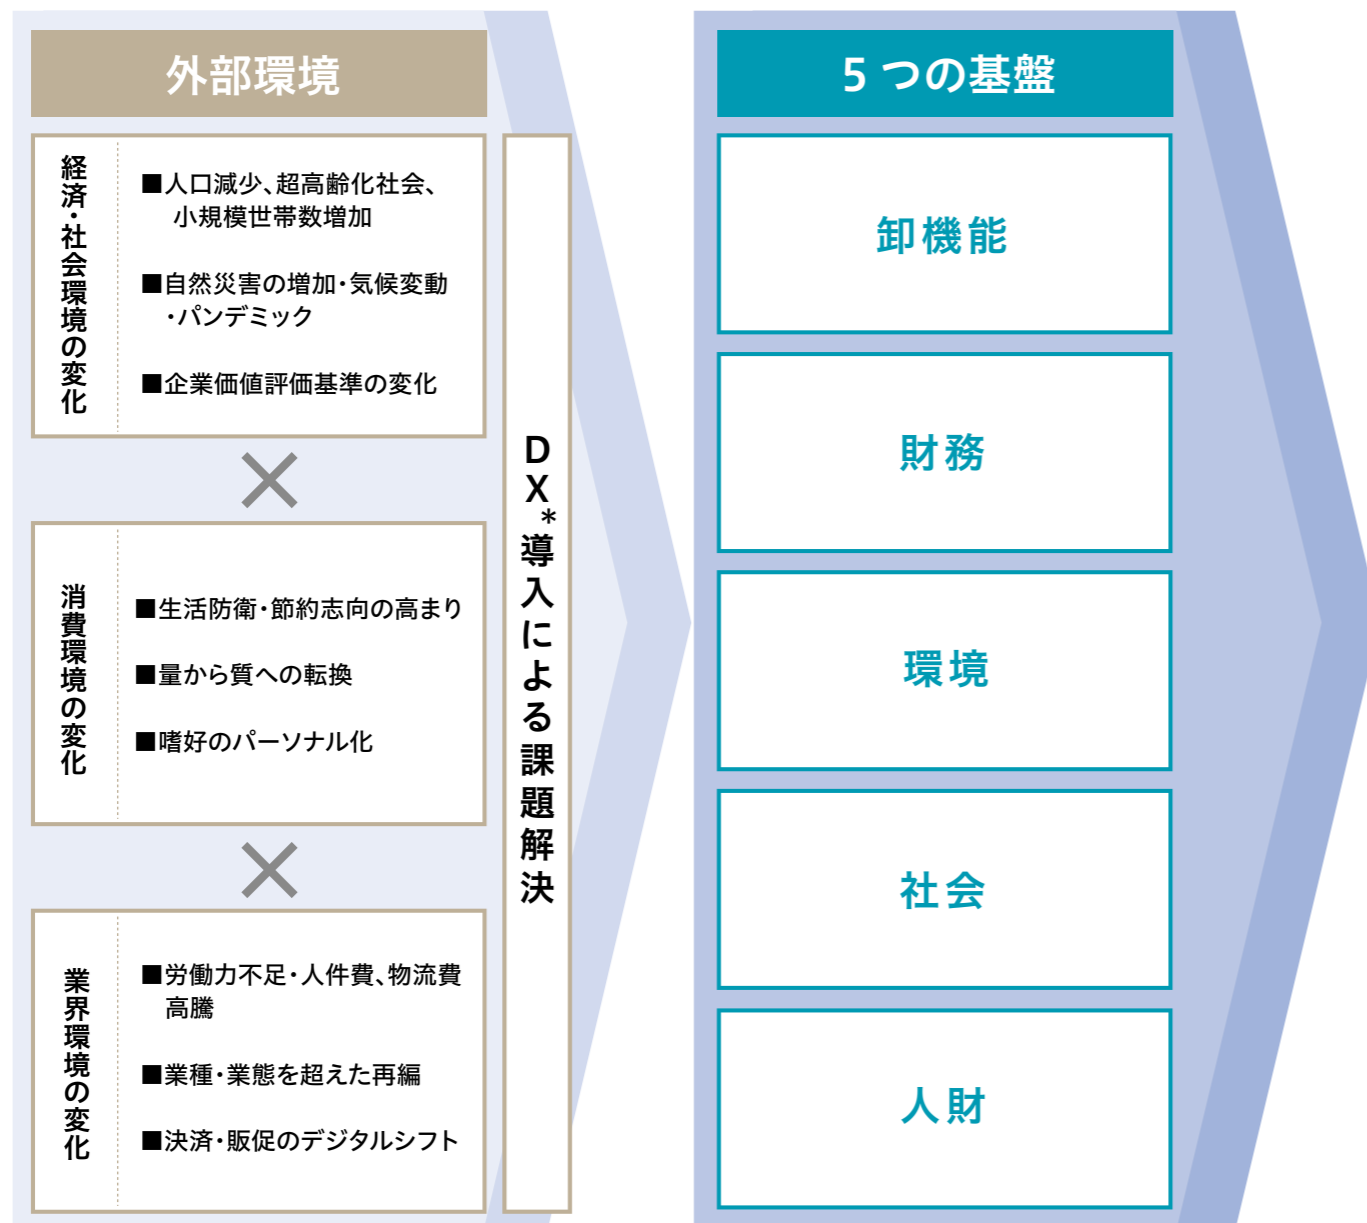 外部環境
経済・社会環境の変化
■人口減少、超高齢化社会、
小規模世帯数増加
■自然災害の増加・気候変動
・パンデミック
■企業価値評価基準の変化
×
消費環境の変化
■生活防衛・節約志向の高まり
■量から質への転換
■嗜好のパーソナル化
×
業界環境の変化
■労働力不足・人件費、物流費
高騰
■業種・業態を超えた再編
■決済・販促のデジタルシフト
DX*導入による課題解決
5つの基盤
卸機能
財務
環境
社会
人財